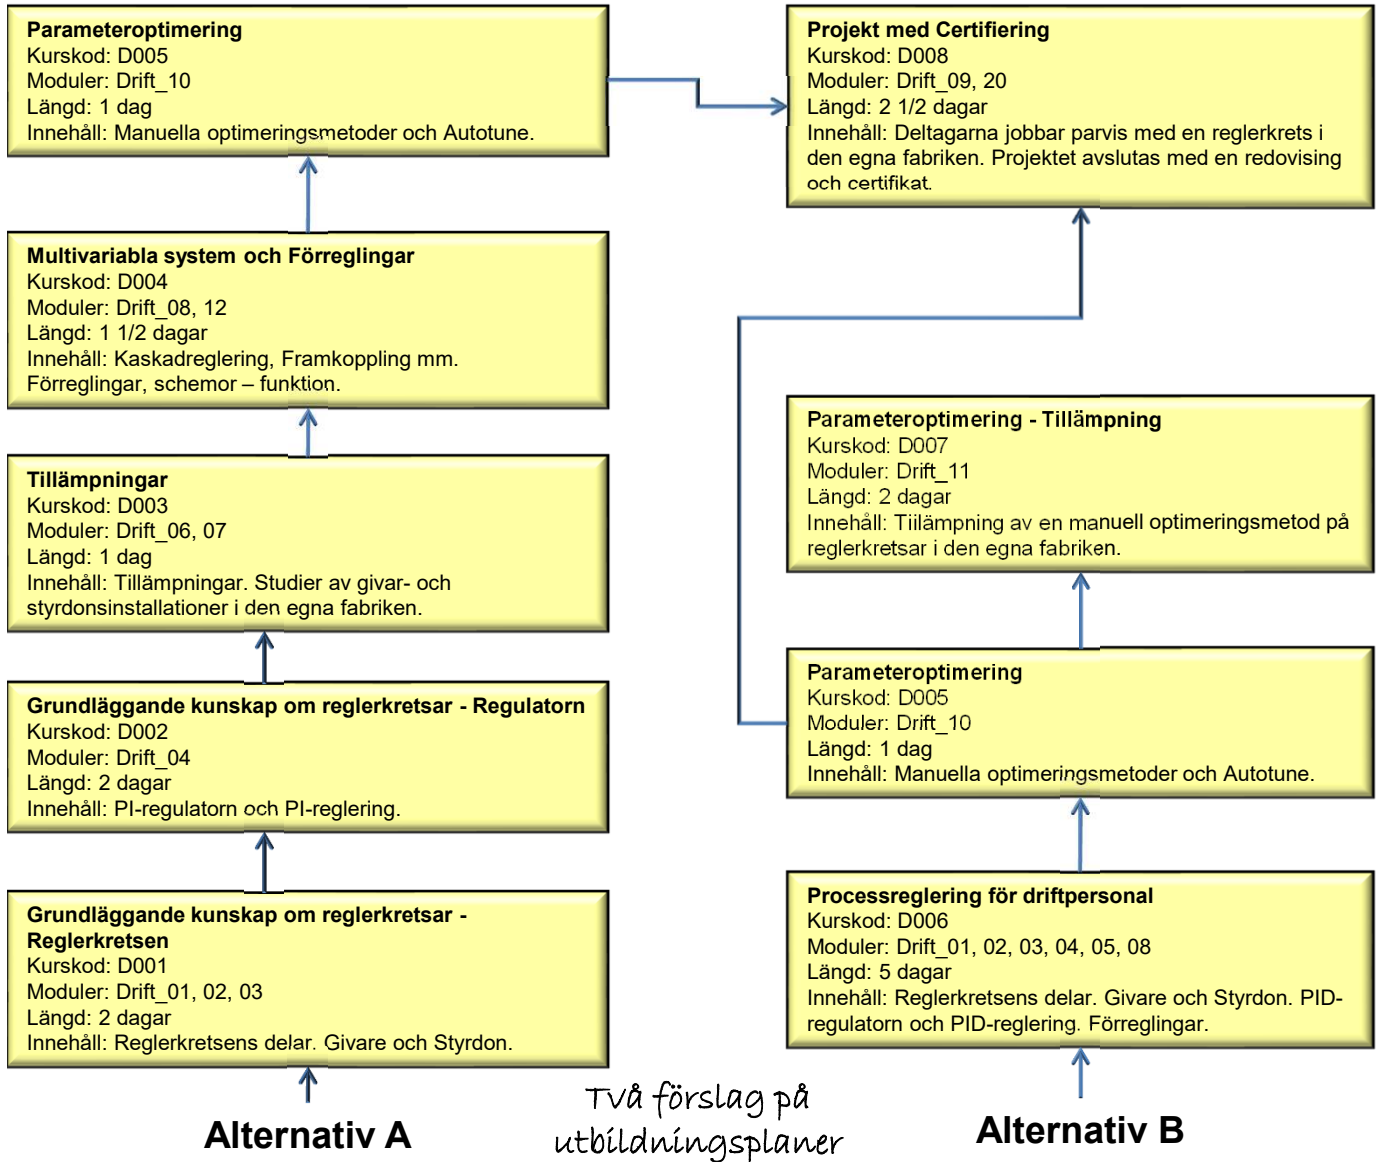 Parameteroptimering
Kurskod: D005
Moduler: Drift_10
Längd: 1 dag
Innehåll: Manuella optimeringsmetoder och Autotune.
Projekt med Certifiering
Kurskod: D008
Moduler: Drift_09, 20
Längd: 2 1/2 dagar
Innehåll: Deltagarna jobbar parvis med en reglerkrets i
den egna fabriken. Projektet avslutas med en redovising
och certifikat.
Multivariabla system och Förreglingar
Kurskod: D004
Moduler: Drift_08, 12
Längd: 1 1/2 dagar
Innehåll: Kaskadreglering, Framkoppling mm.
Förreglingar, schemor – funktion.
Parameteroptimering - Tillämpning
Kurskod: D007
Moduler: Drift_11
Längd: 2 dagar
Innehåll: Tiilämpning av en manuell optimeringsmetod på
reglerkretsar i den egna fabriken.
Tillämpningar
Kurskod: D003
Moduler: Drift_06, 07
Längd: 1 dag
Innehåll: Tillämpningar. Studier av givar- och
styrdonsinstallationer i den egna fabriken.
Parameteroptimering
Kurskod: D005
Moduler: Drift_10
Längd: 1 dag
Innehåll: Manuella optimeringsmetoder och Autotune.
Grundläggande kunskap om reglerkretsar - Regulatorn
Kurskod: D002
Moduler: Drift_04
Längd: 2 dagar
Innehåll: PI-regulatorn och PI-reglering.
Processreglering för driftpersonal
Kurskod: D006
Moduler: Drift_01, 02, 03, 04, 05, 08
Längd: 5 dagar
Innehåll: Reglerkretsens delar. Givare och Styrdon. PID-
regulatorn och PID-reglering. Förreglingar.
Grundläggande kunskap om reglerkretsar -
Reglerkretsen
Kurskod: D001
Moduler: Drift_01, 02, 03
Längd: 2 dagar
Innehåll: Reglerkretsens delar. Givare och Styrdon.
Alternativ A
Två förslag på
utbildningsplaner
Alternativ B